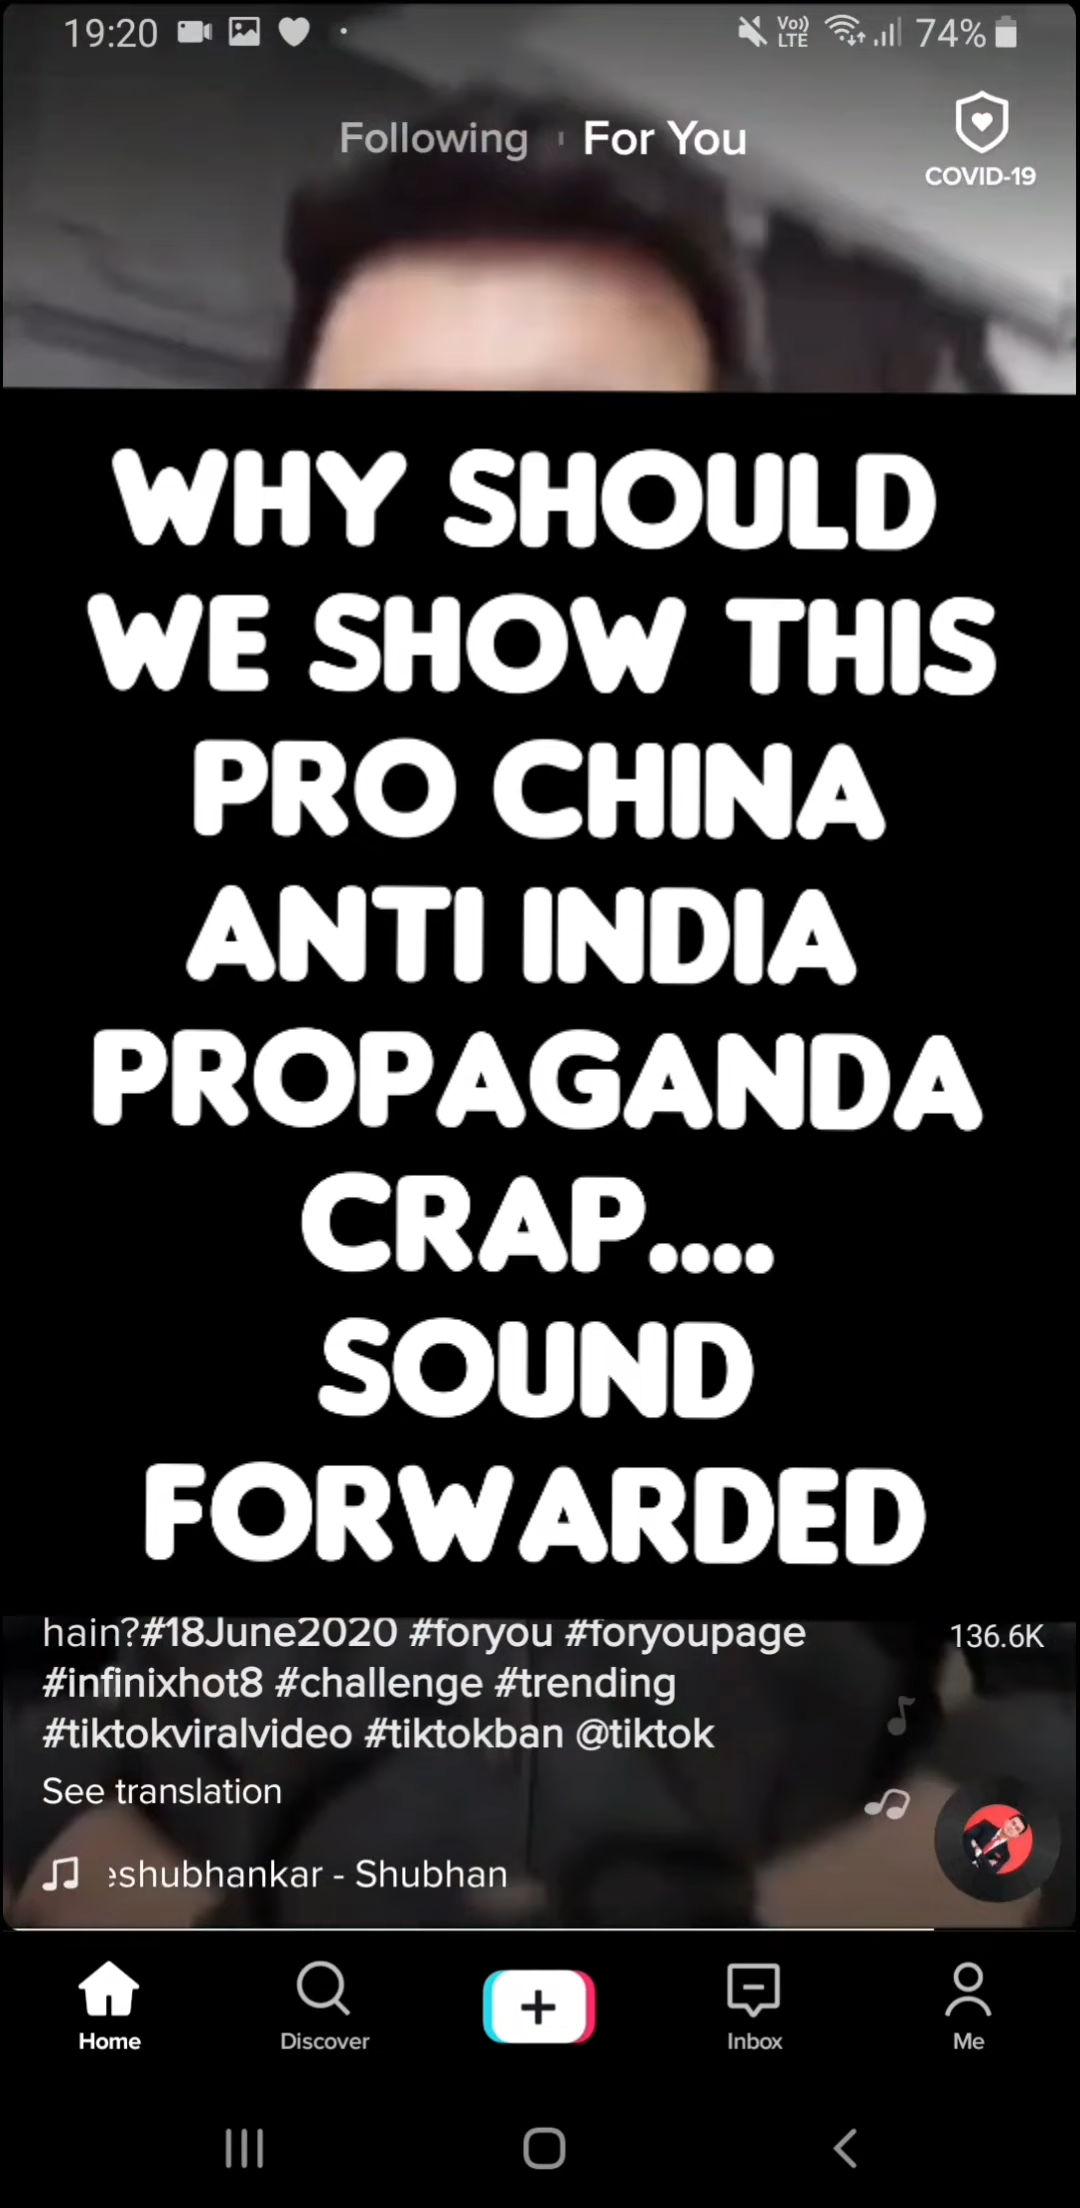 19:20
Vo)) LTE
74%
Following
For You
COVID-19
WHY SHOULD
WE SHOW THIS
PRO CHINA
ANTI INDIA
PROPAGANDA
CRAP....
SOUND
FORWARDED
hain?#18June2020 #foryou #foryoupage
136.6K
#infinixhot8 #challenge #trending
#tiktokviralvideo #tiktokban @tiktok
See translation
shubhankar - Shubhan
Home
Discover
Inbox
Me